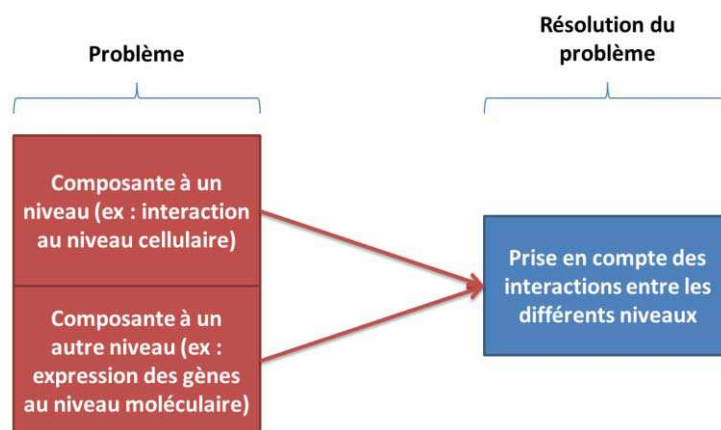 Problème
Résolution du
problème
Composante à un
niveau (ex : interaction
au niveau cellulaire)
Composante à un
autre niveau (ex :
expression des gènes
au niveau moléculaire)
Prise en compte des
interactions entre les
différents niveaux